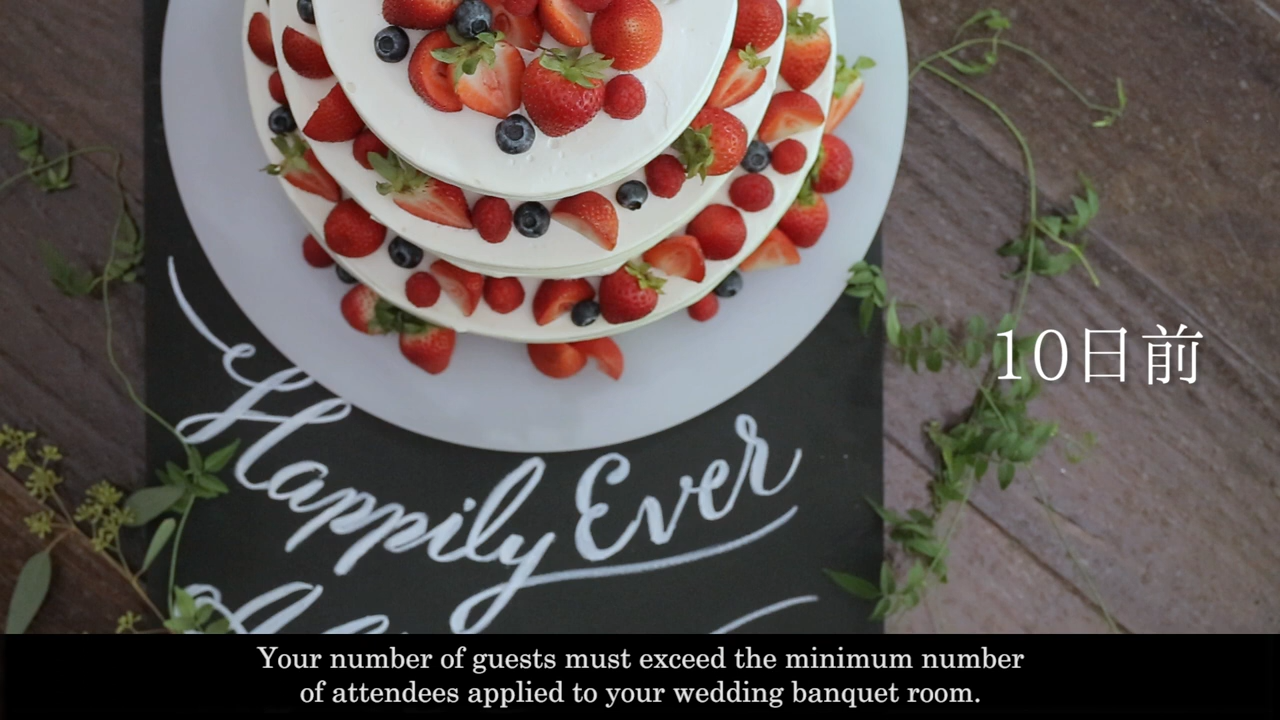 10日前
Happily Ever
Your number of guests must exceed the minimum number
of attendees applied to your wedding banquet room.